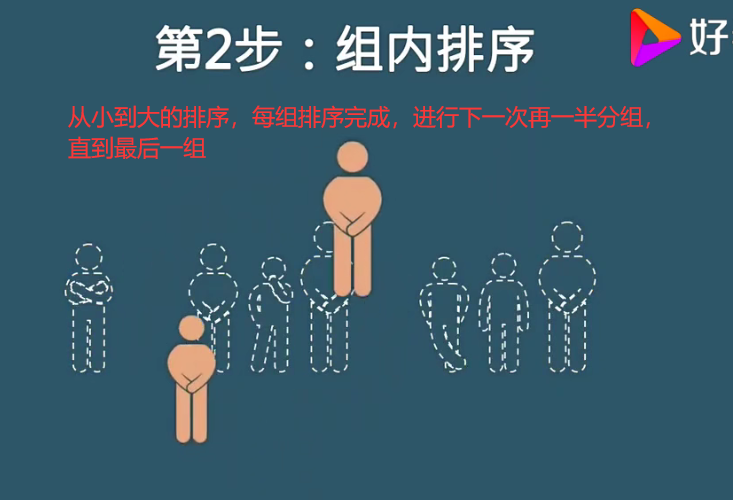 第2步：组内排序
好
从小到大的排序，每组排序完成，进行下一次再一半分组，
直到最后一组